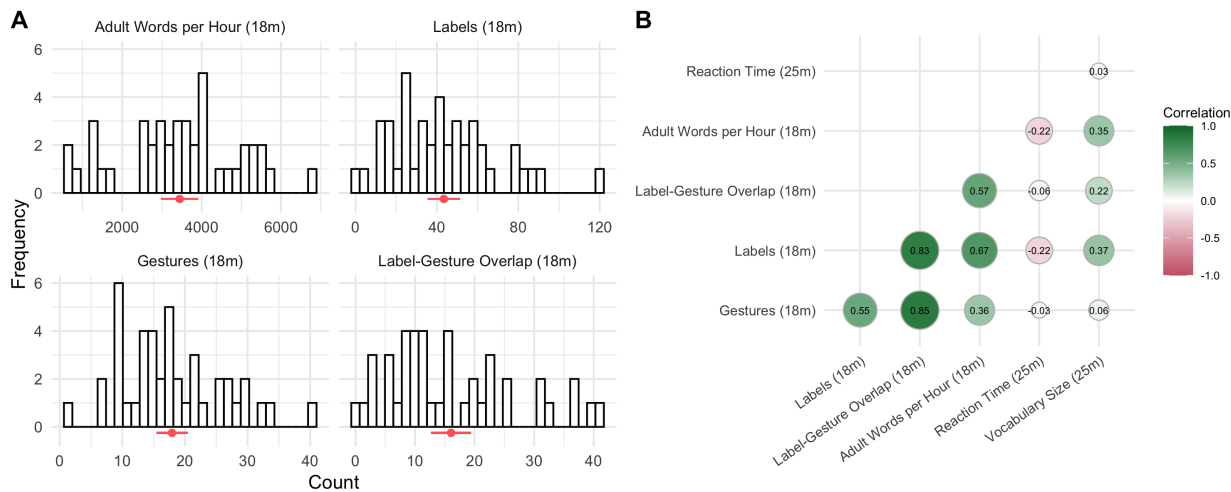 A
Adult Words per Hour (18m)
Labels (18m)
6
4
2
0
2000
4000
6000
0
40
80
120
Frequency
Gestures (18m)
Label-Gesture Overlap (18m)
6
4
2
0
0
10
20
30
40
0
10
20
30
40
Count
B
Reaction Time (25m)
0.03
Adult Words per Hour (18m)
-0.22
0.35
Label-Gesture Overlap (18m)
0.57
-0.06
0.22
Labels (18m)
0.83
0.67
-0.22
0.37
Gestures (18m)
0.55
0.85
0.36
-0.03
0.06
Labels (18m)
Label-Gesture Overlap (18m)
Adult Words per Hour (18m)
Reaction Time (25m)
Vocabulary Size (25m)
Correlation
1.0
0.5
0.0
-0.5
-1.0